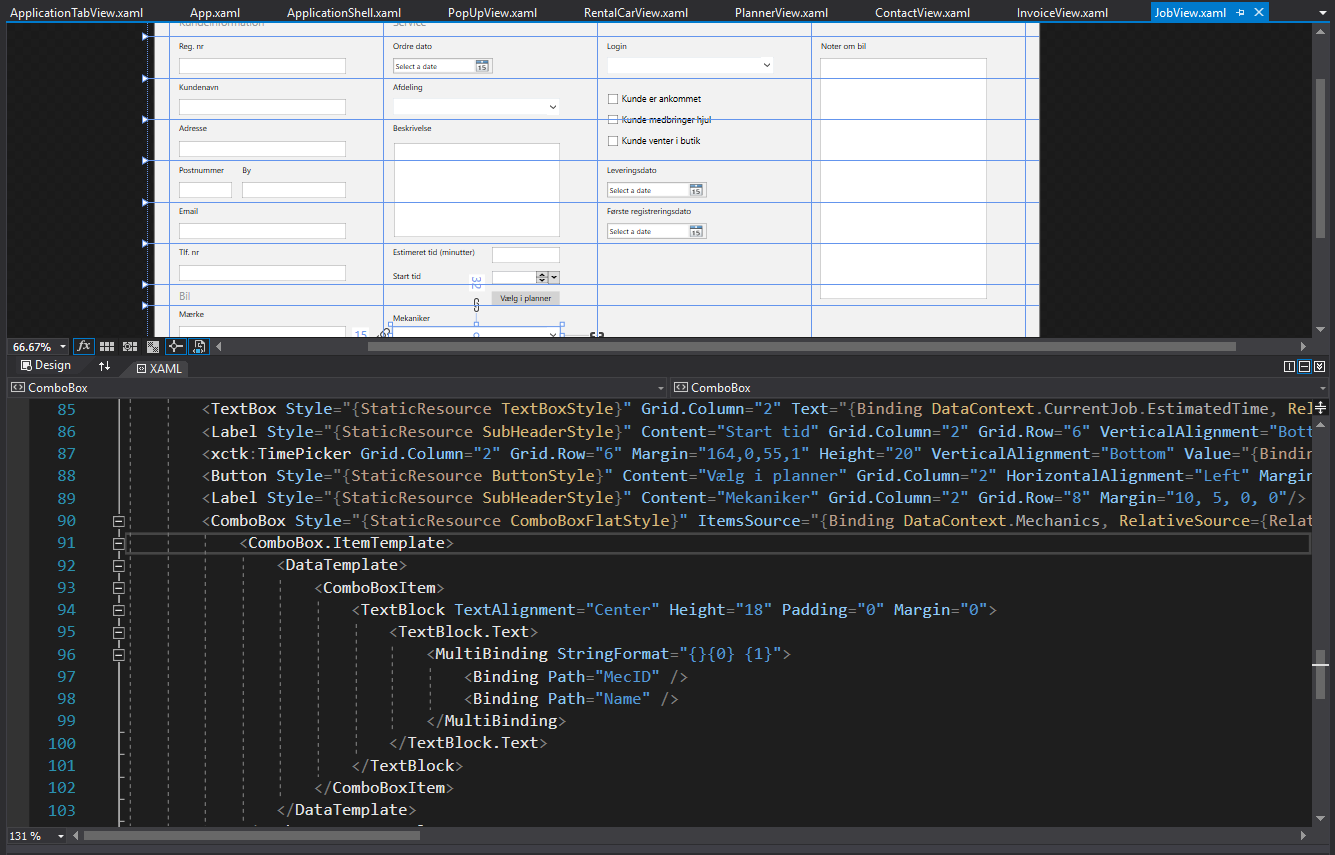 ApplicationTabView.xaml App.xaml ApplicationShell.xaml PopUpView.xaml RentalCarView.xaml PlannerView.xaml ContactView.xaml InvoiceView.xaml JobView.xaml
Kundeinformation Service
Reg. nr Ordre dato Login Noter om bil
Select a date 15
Kundenavn Afdeling
Kunde er ankommet
Adresse Beskrivelse Kunde medbringer hjul
Kunde venter i butik
Postnummer By Leveringsdato
Select a date 15
Email Første registreringsdato
Select a date 15
Tlf. nr Estimeret tid (minutter)
Start tid 32
Bil Vælg i planner
Mærke Mekaniker
15
66.67% fx
Design XAML
ComboBox ComboBox
85 <TextBox Style="{StaticResource TextBoxStyle}" Grid.Column="2" Text="{Binding DataContext.CurrentJob.EstimatedTime, Rel
86 <Label Style="{StaticResource SubHeaderStyle}" Content="Start tid" Grid.Column="2" Grid.Row="6" VerticalAlignment="Bott
87 <xctk:TimePicker Grid.Column="2" Grid.Row="6" Margin="164,0,55,1" Height="20" VerticalAlignment="Bottom" Value="{Bindin
88 <Button Style="{StaticResource ButtonStyle}" Content="Vælg i planner" Grid.Column="2" HorizontalAlignment="Left" Margin
89 <Label Style="{StaticResource SubHeaderStyle}" Content="Mekaniker" Grid.Column="2" Grid.Row="8" Margin="10, 5, 0, 0"/>
90 <ComboBox Style="{StaticResource ComboBoxFlatStyle}" ItemsSource="{Binding DataContext.Mechanics, RelativeSource={Relat
91 <ComboBox.ItemTemplate>
92 <DataTemplate>
93 <ComboBoxItem>
94 <TextBlock TextAlignment="Center" Height="18" Padding="0" Margin="0">
95 <TextBlock.Text>
96 <MultiBinding StringFormat="{}{0} {1}">
97 <Binding Path="MecID" />
98 <Binding Path="Name" />
99 </MultiBinding>
100 </TextBlock.Text>
101 </TextBlock>
102 </ComboBoxItem>
103 </DataTemplate>
131 %